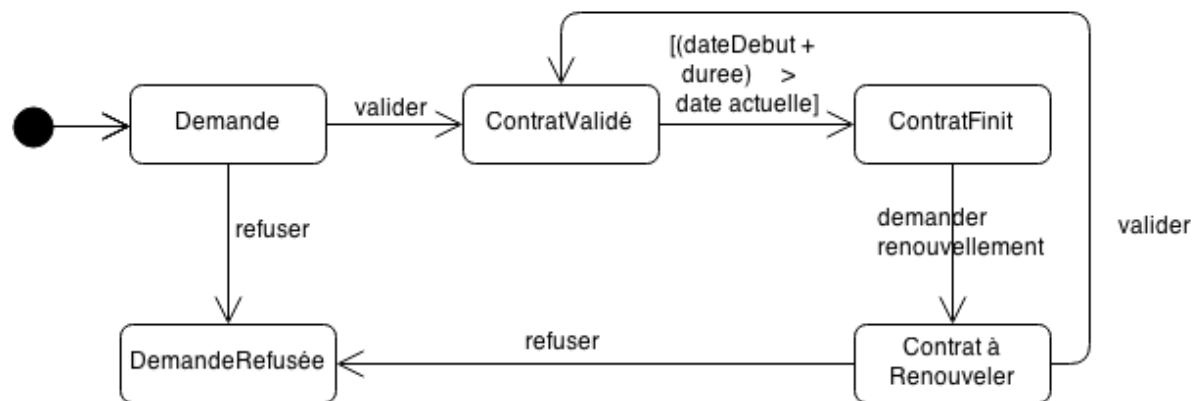 [(dateDebut +
duree) >
date actuelle]
Demande
valider
ContratValidé
ContratFinit
refuser
demander
renouvellement
valider
DemandeRefusée
refuser
Contrat à
Renouveler